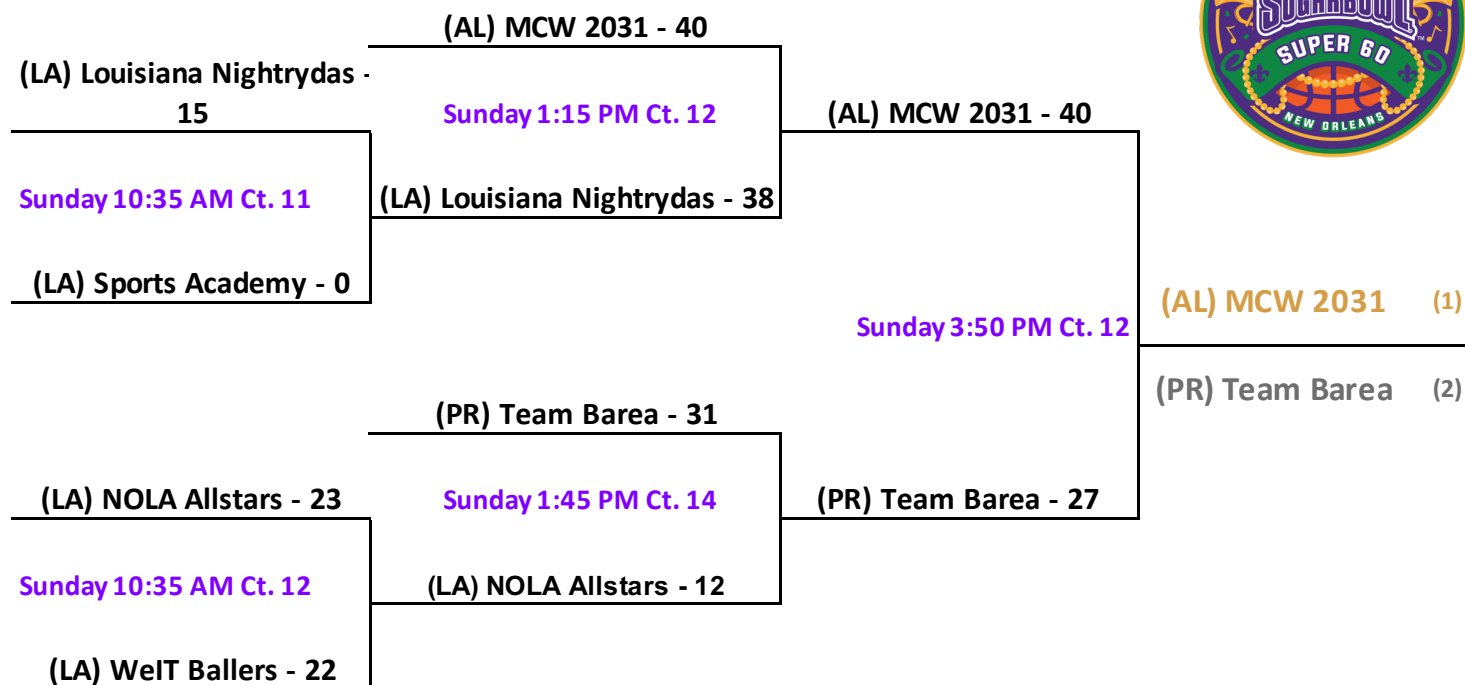 SUGARBOWL
SUPER 60
NEW ORLEANS
(AL) MCW 2031 - 40
(LA) Louisiana Nightrydas -
15
Sunday 1:15 PM Ct. 12
(AL) MCW 2031 - 40
Sunday 10:35 AM Ct. 11
(LA) Louisiana Nightrydas - 38
(LA) Sports Academy - 0
(AL) MCW 2031 (1)
Sunday 3:50 PM Ct. 12
(PR) Team Barea (2)
(PR) Team Barea - 31
(LA) NOLA Allstars - 23
Sunday 1:45 PM Ct. 14
(PR) Team Barea - 27
Sunday 10:35 AM Ct. 12
(LA) NOLA Allstars - 12
(LA) WeIT Ballers - 22